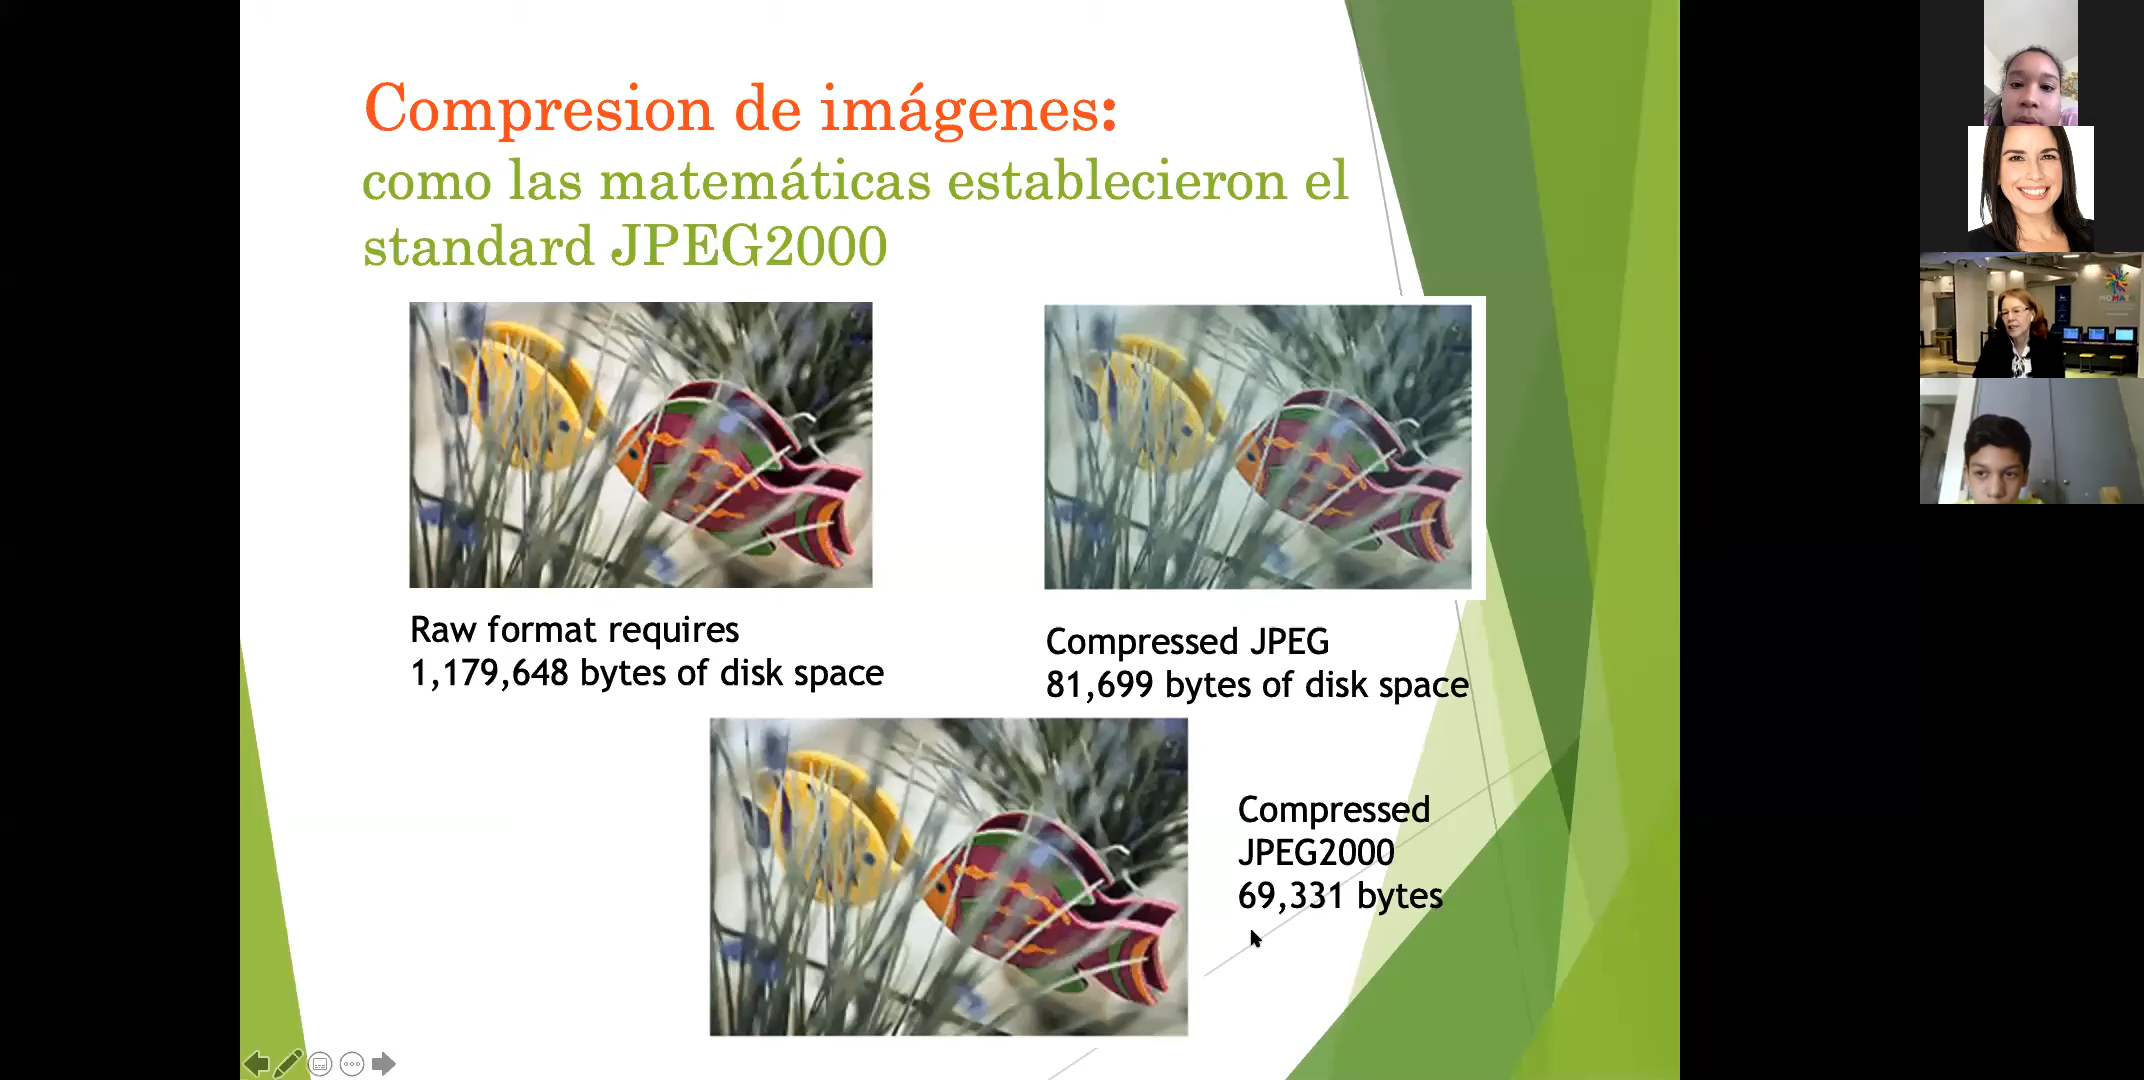 Compresion de imágenes:
como las matemáticas establecieron el
standard JPEG2000
Raw format requires
1,179,648 bytes of disk space
Compressed JPEG
81,699 bytes of disk space
Compressed
JPEG2000
69,331 bytes